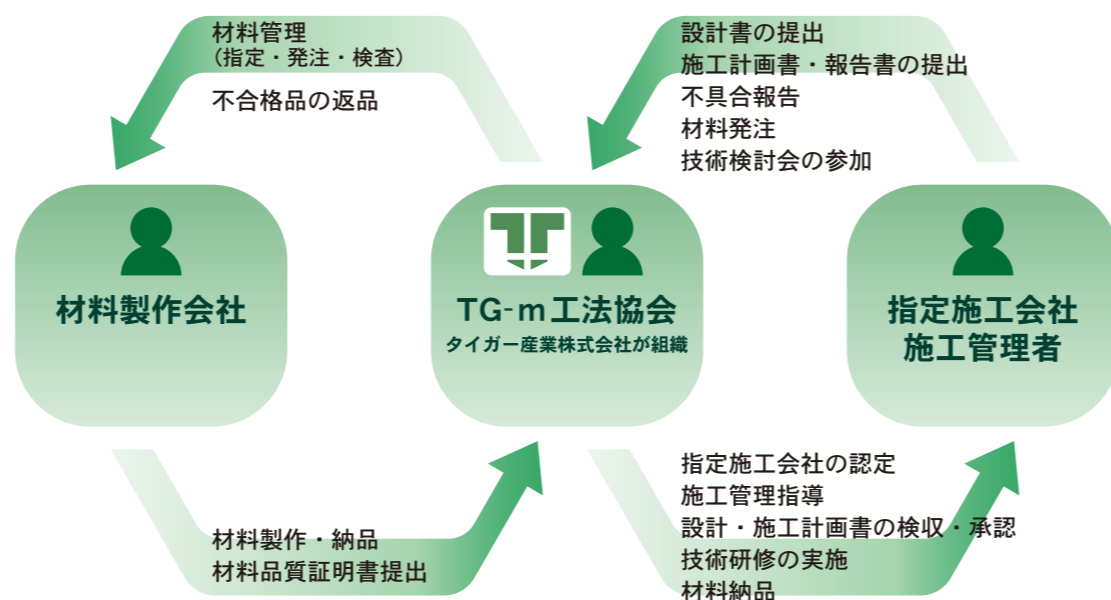 材料管理
（指定・発注・検査）
不合格品の返品
設計書の提出
施工計画書・報告書の提出
不具合報告
材料発注
技術検討会の参加
材料製作会社
TG-m工法協会
タイガー産業株式会社が組織
指定施工会社
施工管理者
材料製作・納品
材料品質証明書提出
指定施工会社の認定
施工管理指導
設計・施工計画書の検収・承認
技術研修の実施
材料納品